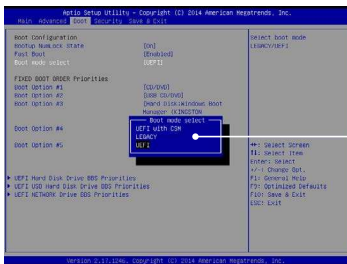 Aptio Setup Utility – Copyright (C) 2014 American Megatrends, Inc.
Main Advanced Boot Security Save & Exit
Boot Configuration
Bootup NumLock State [On]
Fast Boot [Enabled]
Boot mode select [UEFI]
FIXED BOOT ORDER Priorities
Boot Option #1 [CD/DVD]
Boot Option #2 [USB CD/DVD]
Boot Option #3 [Hard Disk:Windows Boot
Manager (KINGSTON
Boot mode select
UEFI with CSM
LEGACY
UEFI
Boot Option #4
Boot Option #5
UEFI Hard Disk Drive BBS Priorities
UEFI USB Hard Disk Drive BBS Priorities
UEFI NETWORK Drive BBS Priorities
Select boot mode
LEGACY/UEFI
: Select Screen
: Select Item
Enter: Select
+/-: Change Opt.
F1: General Help
F9: Optimized Defaults
F10: Save & Exit
ESC: Exit
Version 2.17.1246. Copyright (C) 2014 American Megatrends, Inc.